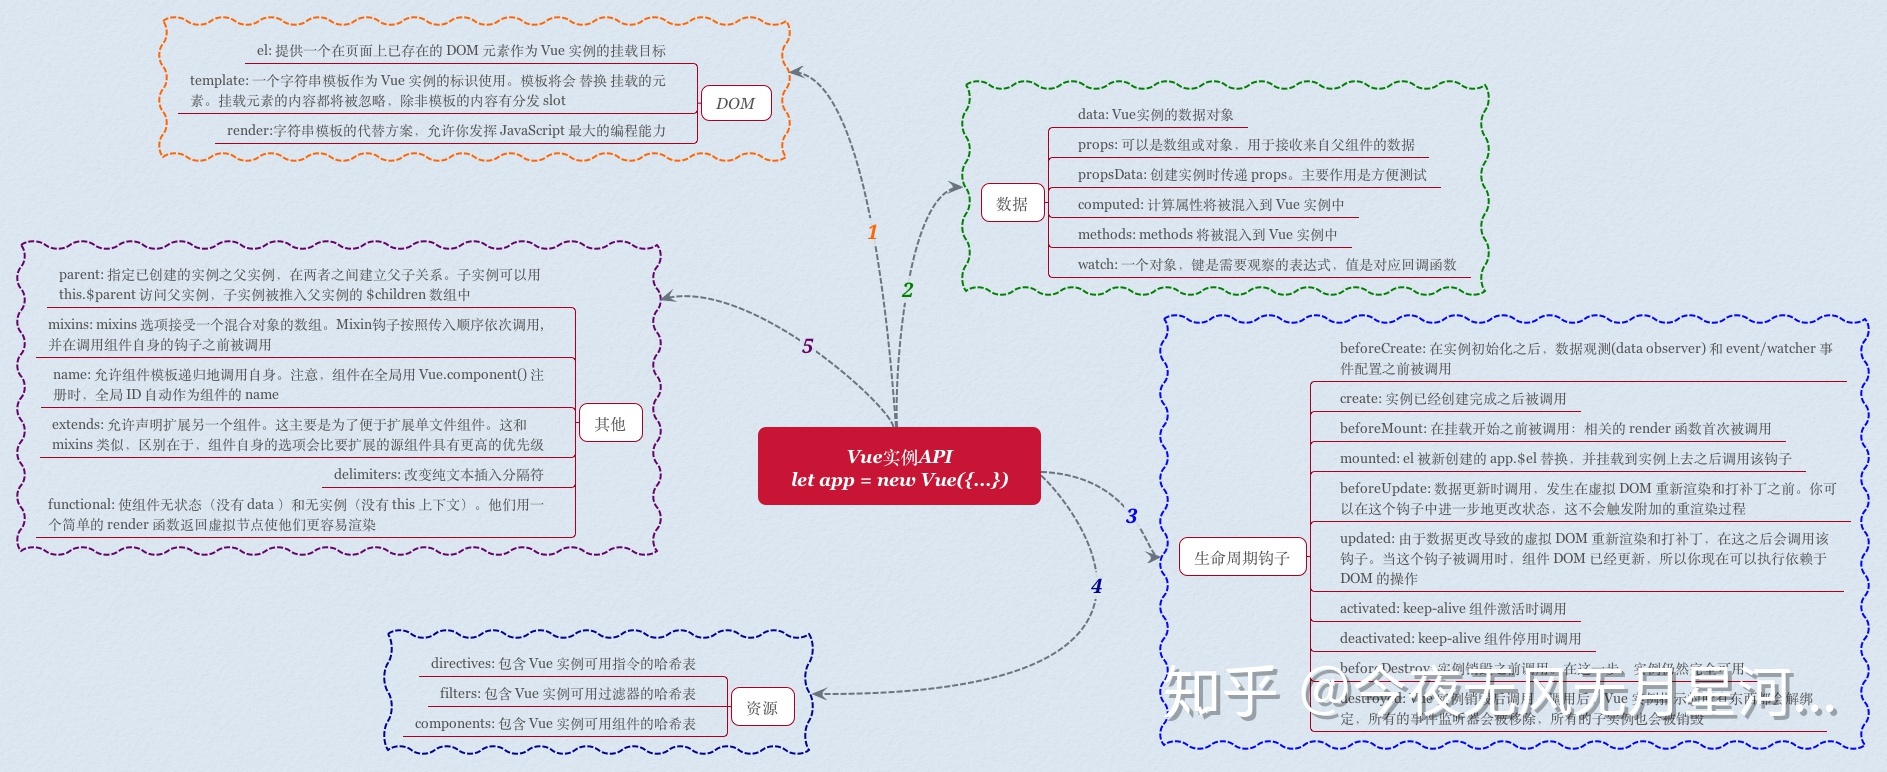 el: 提供一个在页面上已存在的 DOM 元素作为 Vue 实例的挂载目标
template: 一个字符串模板作为 Vue 实例的标识使用。模板将会 替换 挂载的元
素。挂载元素的内容都将被忽略，除非模板的内容有分发 slot
render:字符串模板的代替方案，允许你发挥 JavaScript 最大的编程能力
DOM
1
data: Vue实例的数据对象
props: 可以是数组或对象，用于接收来自父组件的数据
propsData: 创建实例时传递 props。主要作用是方便测试
computed: 计算属性将被混入到 Vue 实例中
methods: methods 将被混入到 Vue 实例中
watch: 一个对象，键是需要观察的表达式，值是对应回调函数
数据
2
parent: 指定已创建的实例之父实例，在两者之间建立父子关系。子实例可以用
this.$parent 访问父实例，子实例被推入父实例的 $children 数组中
mixins: mixins 选项接受一个混合对象的数组。Mixin钩子按照传入顺序依次调用,
并在调用组件自身的钩子之前被调用
name: 允许组件模板递归地调用自身。注意，组件在全局用 Vue.component() 注
册时，全局 ID 自动作为组件的 name
extends: 允许声明扩展另一个组件。这主要是为了便于扩展单文件组件。这和
mixins 类似，区别在于，组件自身的选项会比要扩展的源组件具有更高的优先级
delimiters: 改变纯文本插入分隔符
functional: 使组件无状态（没有 data ）和无实例（没有 this 上下文）。他们用一
个简单的 render 函数返回虚拟节点使他们更容易渲染
其他
5
Vue实例API
let app = new Vue({...})
3
生命周期钩子
beforeCreate: 在实例初始化之后，数据观测(data observer) 和 event/watcher 事
件配置之前被调用
create: 实例已经创建完成之后被调用
beforeMount: 在挂载开始之前被调用：相关的 render 函数首次被调用
mounted: el 被新创建的 app.$el 替换，并挂载到实例上去之后调用该钩子
beforeUpdate: 数据更新时调用，发生在虚拟 DOM 重新渲染和打补丁之前。你可
以在这个钩子中进一步地更改状态，这不会触发附加的重渲染过程
updated: 由于数据更改导致的虚拟 DOM 重新渲染和打补丁，在这之后会调用该
钩子。当这个钩子被调用时，组件 DOM 已经更新，所以你现在可以执行依赖于
DOM 的操作
activated: keep-alive 组件激活时调用
deactivated: keep-alive 组件停用时调用
beforeDestroy: 实例销毁之前调用。在这一步，实例仍然完全可用
destroyed: Vue 实例销毁后调用。调用后，Vue 实例指示的所有东西都会解绑
定，所有的事件监听器会被移除，所有的子实例也会被销毁
4
directives: 包含 Vue 实例可用指令的哈希表
filters: 包含 Vue 实例可用过滤器的哈希表
components: 包含 Vue 实例可用组件的哈希表
资源
知乎 @今夜无风无月星河...